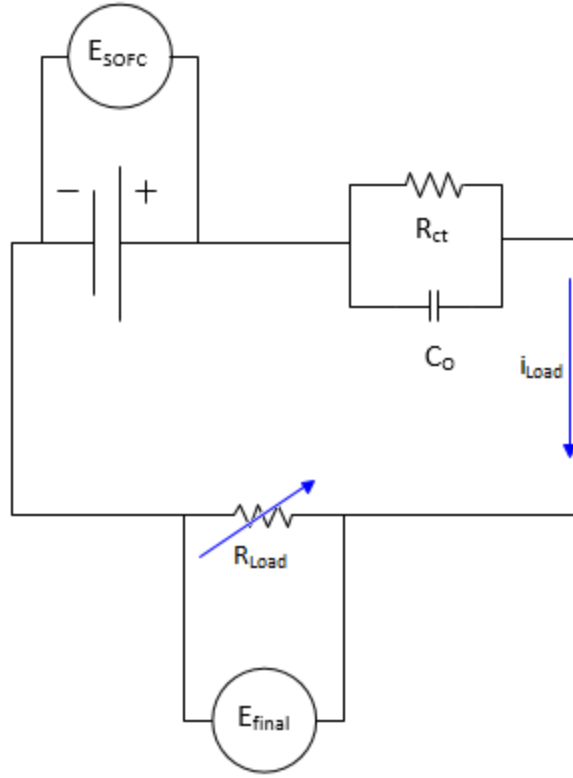 E_SOFC
− +
R_ct
C_O
i_Load
R_Load
E_final